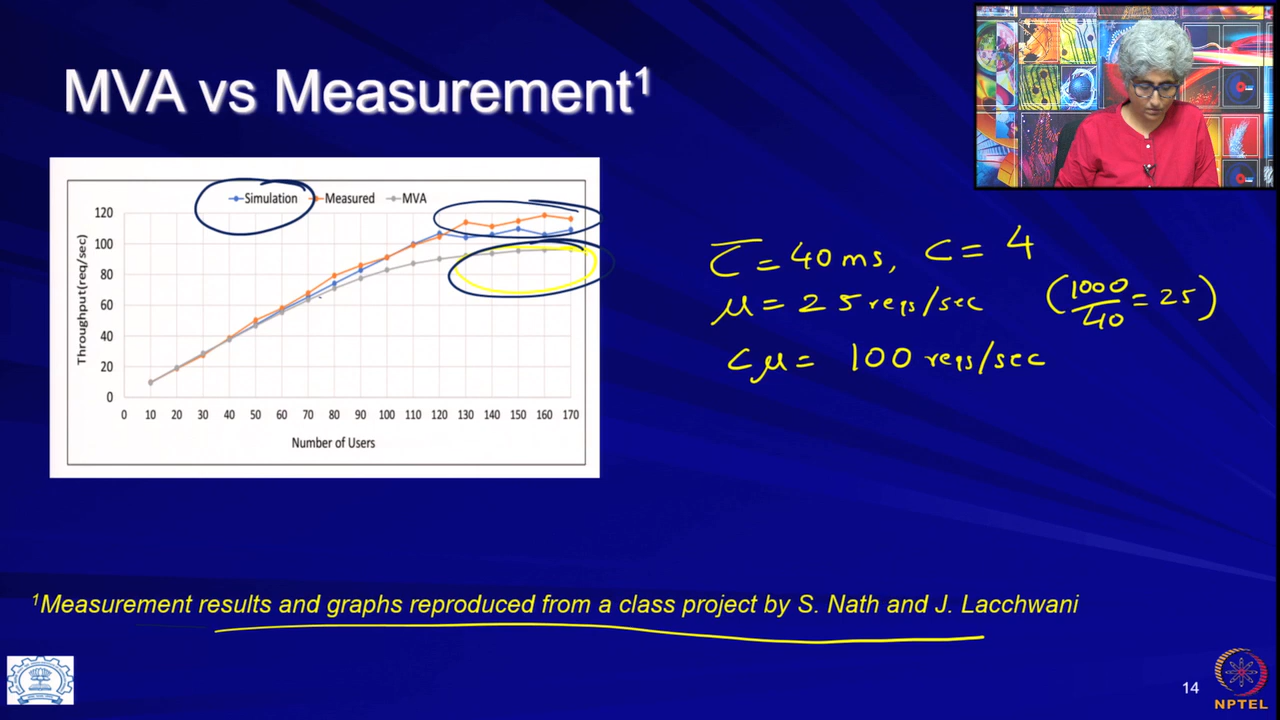 MVA vs Measurement¹
Simulation Measured MVA
120
100
80
60
40
20
0
Throughput(req/sec)
0 10 20 30 40 50 60 70 80 90 100 110 120 130 140 150 160 170
Number of Users
τ = 40 ms, C = 4
μ = 25 reqs/sec (1000/40 = 25)
cμ = 100 reqs/sec
¹Measurement results and graphs reproduced from a class project by S. Nath and J. Lacchwani
14
NPTEL